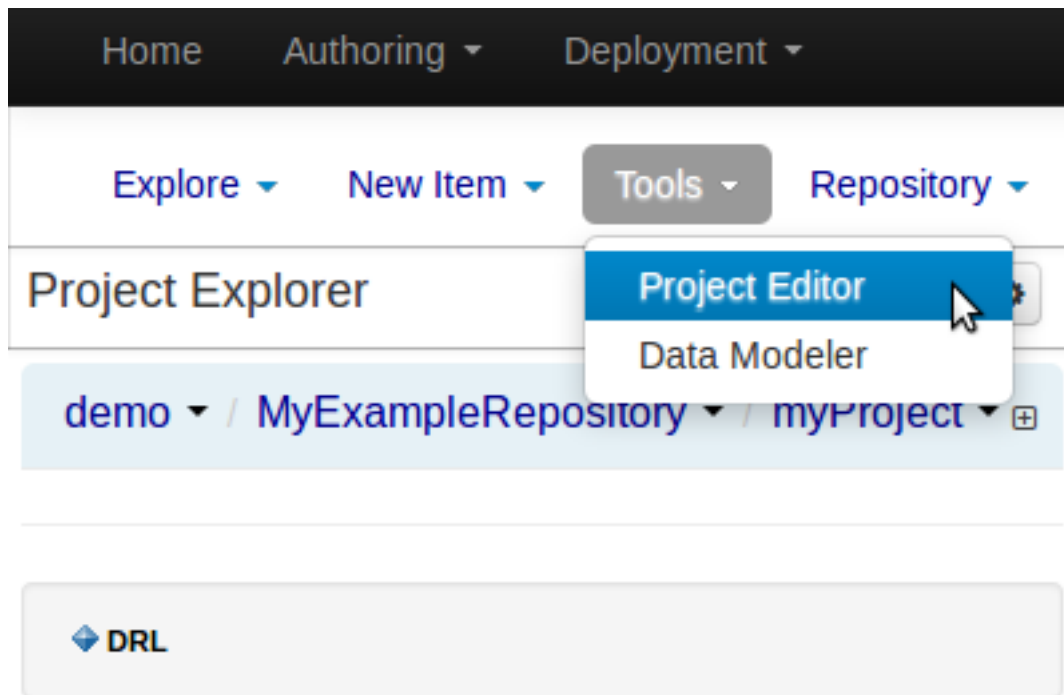 Home Authoring Deployment
Explore New Item Tools Repository
Project Explorer
Project Editor
Data Modeler
demo / MyExampleRepository / myProject
DRL